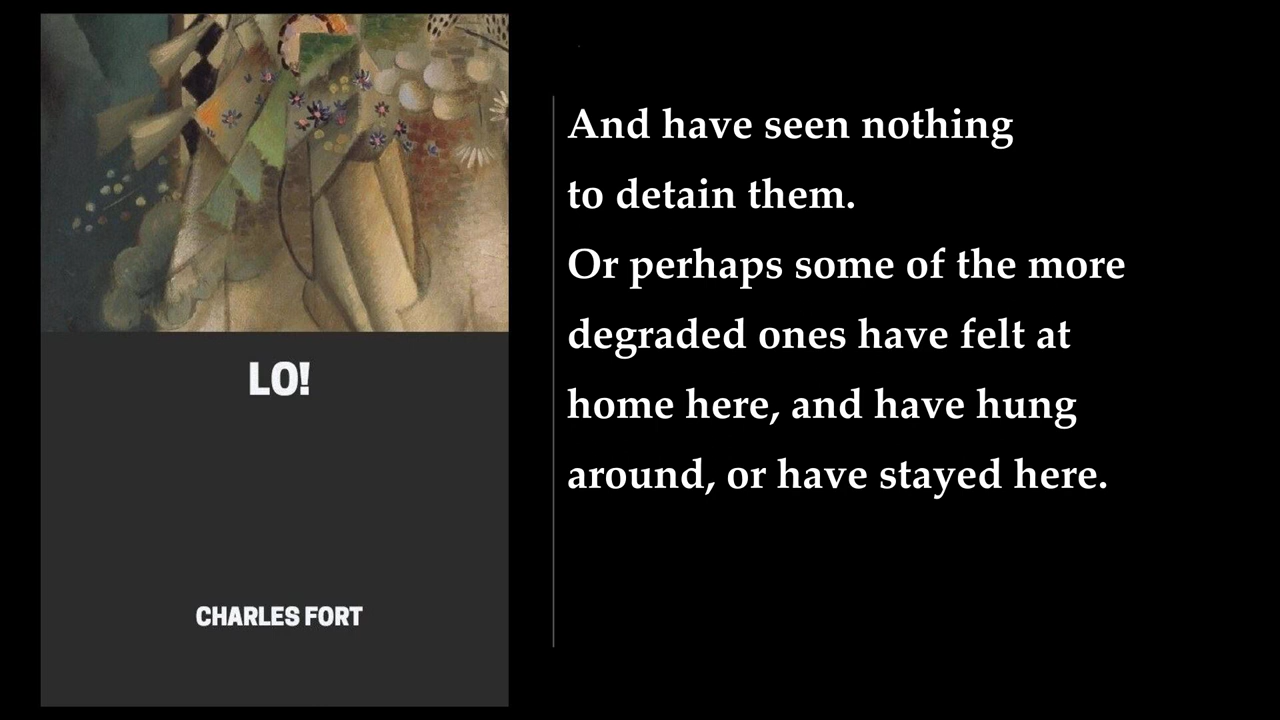 LO!
CHARLES FORT
And have seen nothing
to detain them.
Or perhaps some of the more
degraded ones have felt at
home here, and have hung
around, or have stayed here.